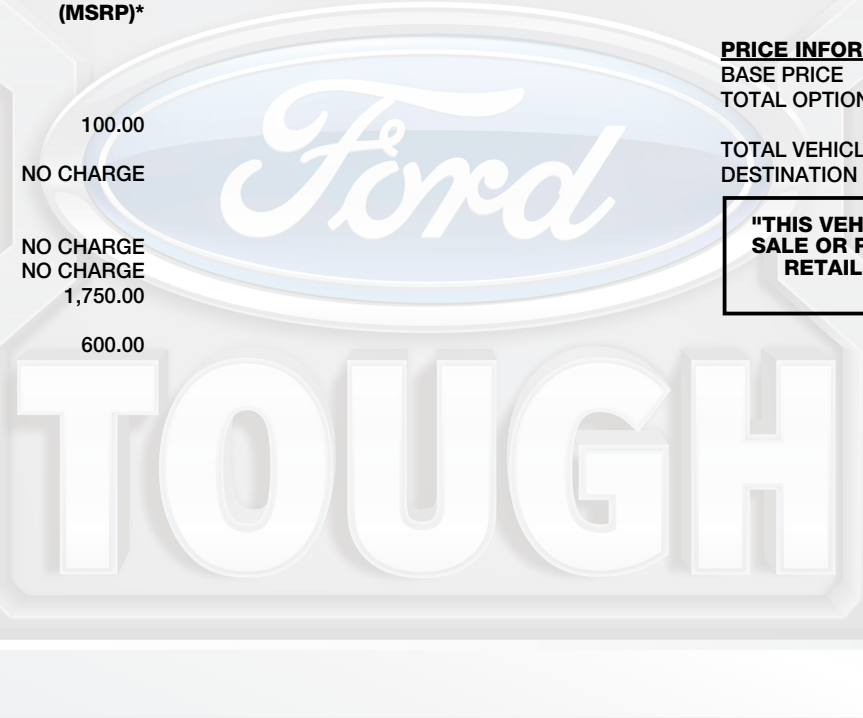 (MSRP)*
100.00
NO CHARGE
NO CHARGE
NO CHARGE
1,750.00
600.00
PRICE INFOR
BASE PRICE
TOTAL OPTION
TOTAL VEHICL
DESTINATION
"THIS VEH
SALE OR
RETAIL
Ford
TOUGH